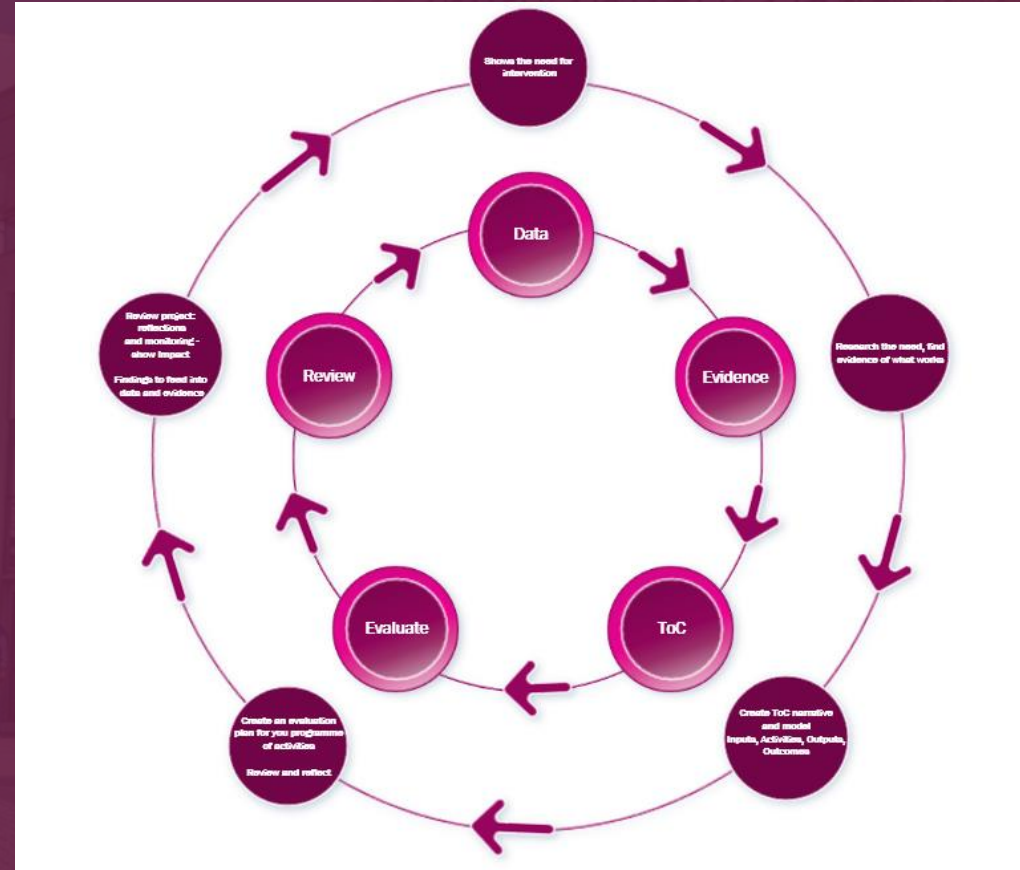 Shows the need for
intervention
Data
Evidence
ToC
Evaluate
Review
Research the need, find
evidence of what works
Create ToC narrative
and model
Inputs, Activities, Outputs,
Outcomes
Create an evaluation
plan for you programme
of activities
Review and reflect
Review project:
reflections
and monitoring -
show impact
Findings to feed into
data and evidence